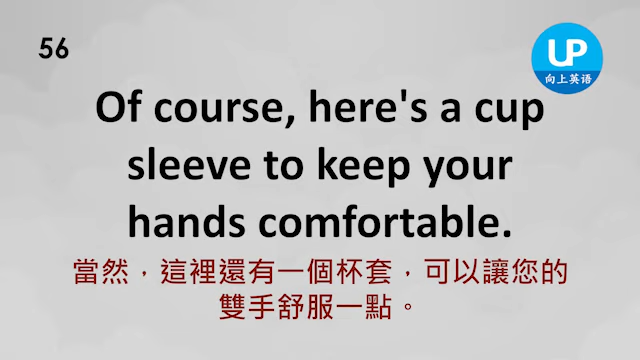 56
UP
向上英语
Of course, here's a cup
sleeve to keep your
hands comfortable.
當然，這裡還有一個杯套，可以讓您的
雙手舒服一點。